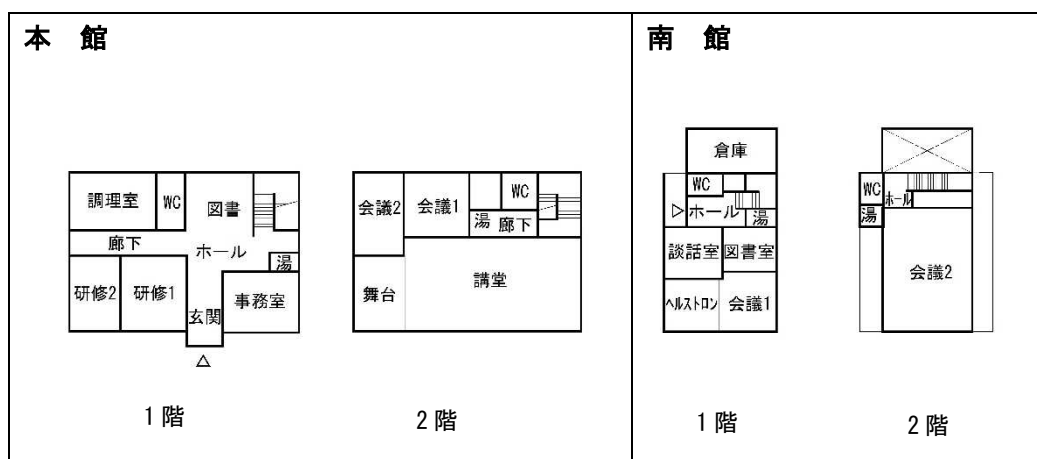 本　館
調理室 WC 図書
廊下 ホール 湯
研修2 研修1 玄関 事務室
1階
会議2 会議1 WC
湯 廊下
舞台 講堂
2階
南　館
倉庫
WC
ホール 湯
談話室 図書室
ヘルストロン 会議1
1階
WC ホール
湯
会議2
2階